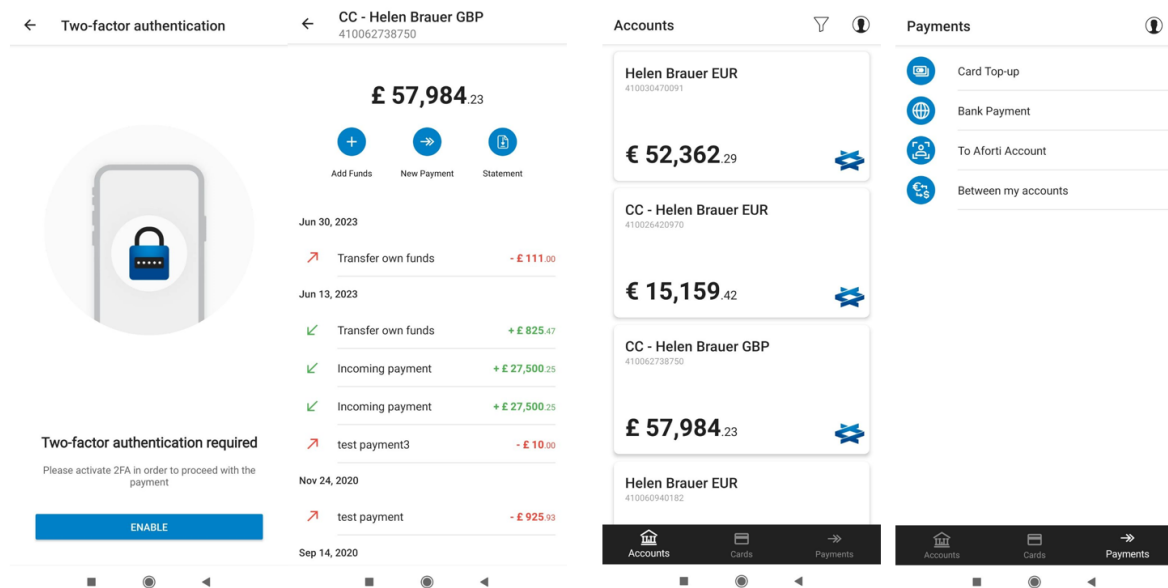 Two-factor authentication
Two-factor authentication required
Please activate 2FA in order to proceed with the
payment
ENABLE
CC - Helen Brauer GBP
410062738750
£ 57,984.23
Add Funds
New Payment
Statement
Jun 30, 2023
Transfer own funds - £ 111.00
Jun 13, 2023
Transfer own funds + £ 825.47
Incoming payment + £ 27,500.25
Incoming payment + £ 27,500.25
test payment3 - £ 10.00
Nov 24, 2020
test payment - £ 925.93
Sep 14, 2020
Accounts
Helen Brauer EUR
410030470091
€ 52,362.29
CC - Helen Brauer EUR
410026420970
€ 15,159.42
CC - Helen Brauer GBP
410062738750
£ 57,984.23
Helen Brauer EUR
410060940182
Accounts
Cards
Payments
Payments
Card Top-up
Bank Payment
To Aforti Account
Between my accounts
Accounts
Cards
Payments